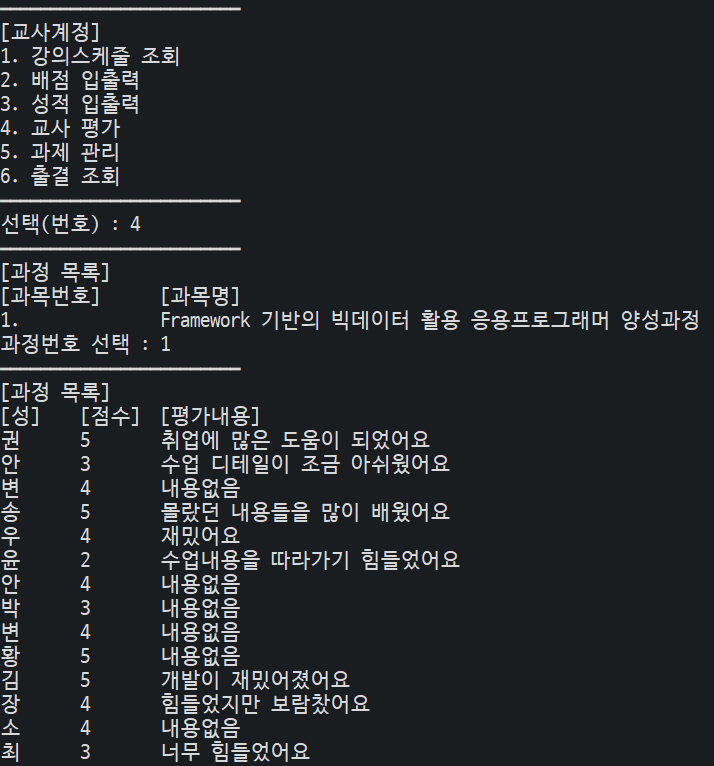 [교사계정]
1. 강의스케줄 조회
2. 배점 입출력
3. 성적 입출력
4. 교사 평가
5. 과제 관리
6. 출결 조회
선택(번호) : 4
[과정 목록]
[과목번호] [과목명]
1. Framework 기반의 빅데이터 활용 응용프로그래머 양성과정
과정번호 선택 : 1
[과정 목록]
[성] [점수] [평가내용]
권 5 취업에 많은 도움이 되었어요
안 3 수업 디테일이 조금 아쉬웠어요
변 4 내용없음
송 5 몰랐던 내용들을 많이 배웠어요
우 4 재밌어요
윤 2 수업내용을 따라가기 힘들었어요
안 4 내용없음
박 3 내용없음
변 4 내용없음
황 5 내용없음
김 5 개발이 재밌어졌어요
장 4 힘들었지만 보람찼어요
소 4 내용없음
최 3 너무 힘들었어요